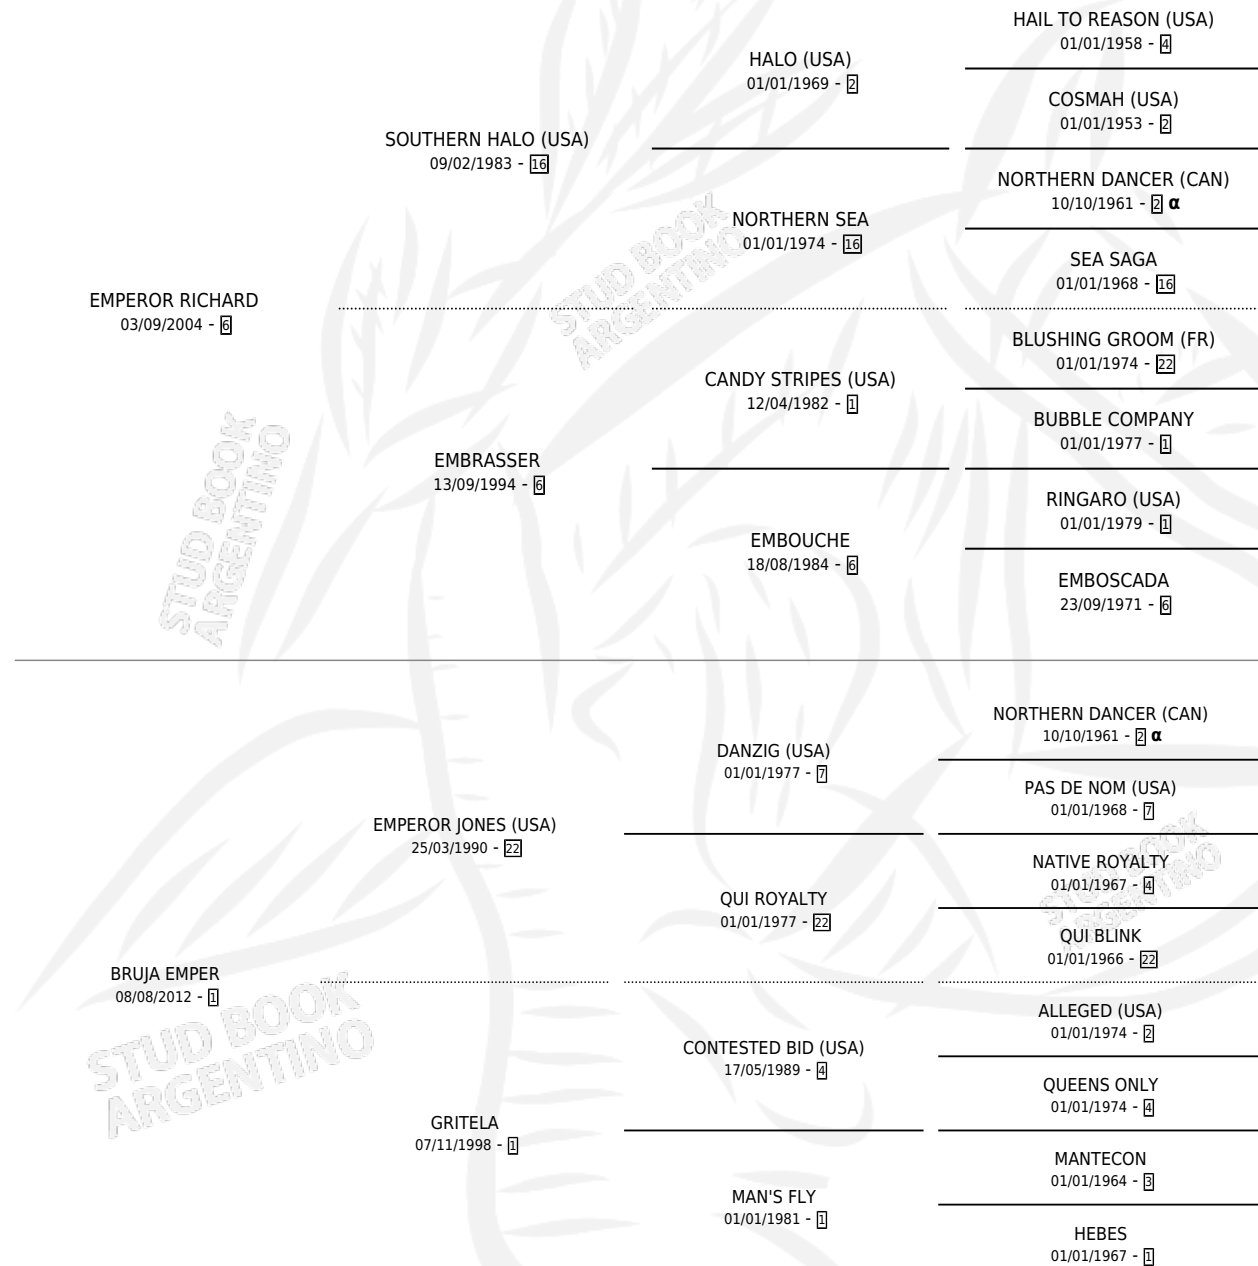 HAIL TO REASON (USA)
01/01/1958 - 4
HALO (USA)
01/01/1969 - 2
COSMAH (USA)
01/01/1953 - 2
SOUTHERN HALO (USA)
09/02/1983 - 16
NORTHERN DANCER (CAN)
10/10/1961 - 2 α
NORTHERN SEA
01/01/1974 - 16
SEA SAGA
01/01/1968 - 16
STUD BOOK
ARGENTINO
EMPEROR RICHARD
03/09/2004 - 6
BLUSHING GROOM (FR)
01/01/1974 - 22
CANDY STRIPES (USA)
12/04/1982 - 1
BUBBLE COMPANY
01/01/1977 - 1
EMBRASSER
13/09/1994 - 6
RINGARO (USA)
01/01/1979 - 1
EMBOUCHE
18/08/1984 - 6
EMBOSCADA
23/09/1971 - 6
STUD BOOK
ARGENTINO
NORTHERN DANCER (CAN)
10/10/1961 - 2 α
DANZIG (USA)
01/01/1977 - 7
PAS DE NOM (USA)
01/01/1968 - 7
EMPEROR JONES (USA)
25/03/1990 - 22
NATIVE ROYALTY
01/01/1967 - 4
QUI ROYALTY
01/01/1977 - 22
QUI BLINK
01/01/1966 - 22
STUD BOOK
ARGENTINO
BRUJA EMPER
08/08/2012 - 1
STUD BOOK
ARGENTINO
ALLEGED (USA)
01/01/1974 - 2
CONTESTED BID (USA)
17/05/1989 - 4
QUEENS ONLY
01/01/1974 - 4
GRITELA
07/11/1998 - 1
MANTECON
01/01/1964 - 3
MAN'S FLY
01/01/1981 - 1
HEBES
01/01/1967 - 1